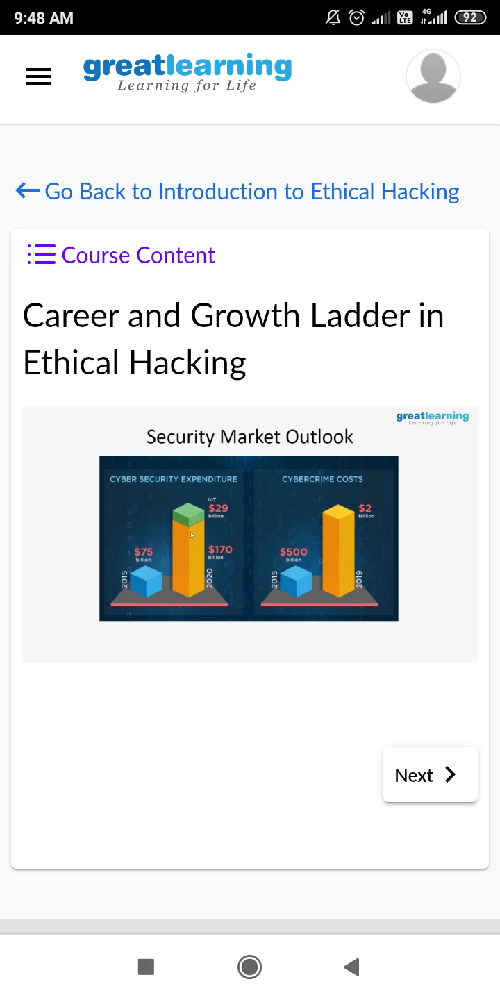 9:48 AM
Vo LTE
4G
92
greatlearning
Learning for Life
Go Back to Introduction to Ethical Hacking
Course Content
Career and Growth Ladder in
Ethical Hacking
greatlearning
Learning for Life
Security Market Outlook
CYBER SECURITY EXPENDITURE
IoT
$29
billion
$75
billion
$170
billion
2015
2020
CYBERCRIME COSTS
$2
trillion
$500
billion
2015
2019
Next